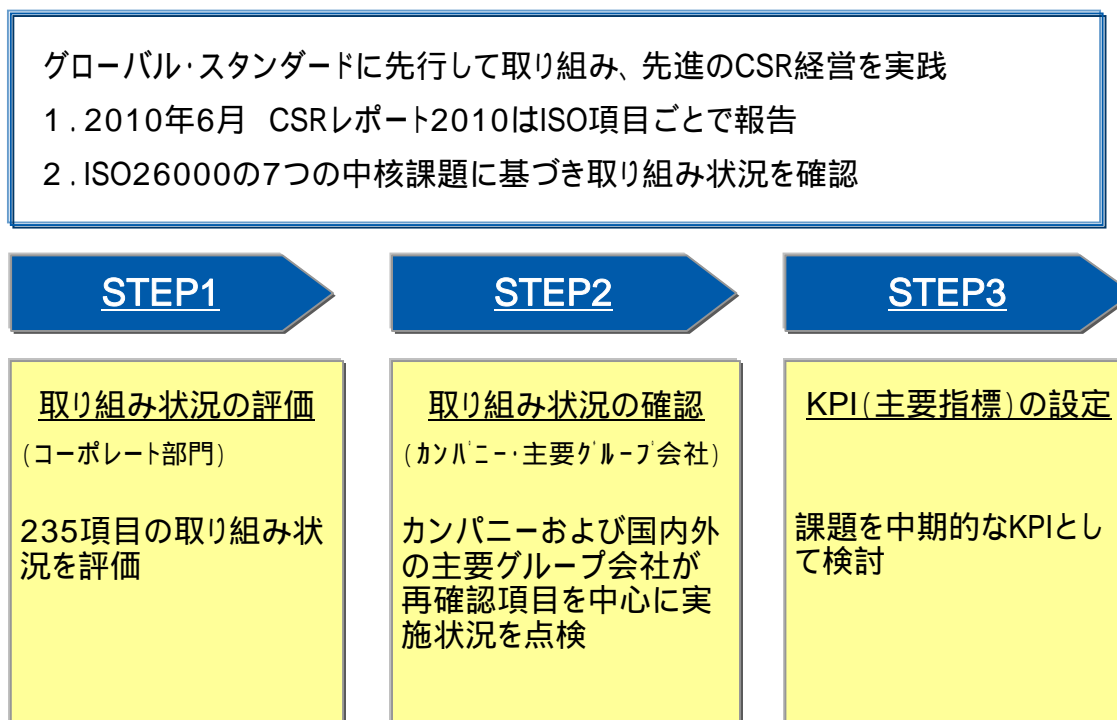 グローバル・スタンダードに先行して取り組み、先進のCSR経営を実践
1.2010年6月 CSRレポート2010はISO項目ごとで報告
2.ISO26000の7つの中核課題に基づき取り組み状況を確認
STEP1
STEP2
STEP3
取り組み状況の評価
(コーポレート部門)
235項目の取り組み状
況を評価
取り組み状況の確認
(カンパニー・主要グループ会社)
カンパニーおよび国内外
の主要グループ会社が
再確認項目を中心に実
施状況を点検
KPI(主要指標)の設定
課題を中期的なKPIとし
て検討